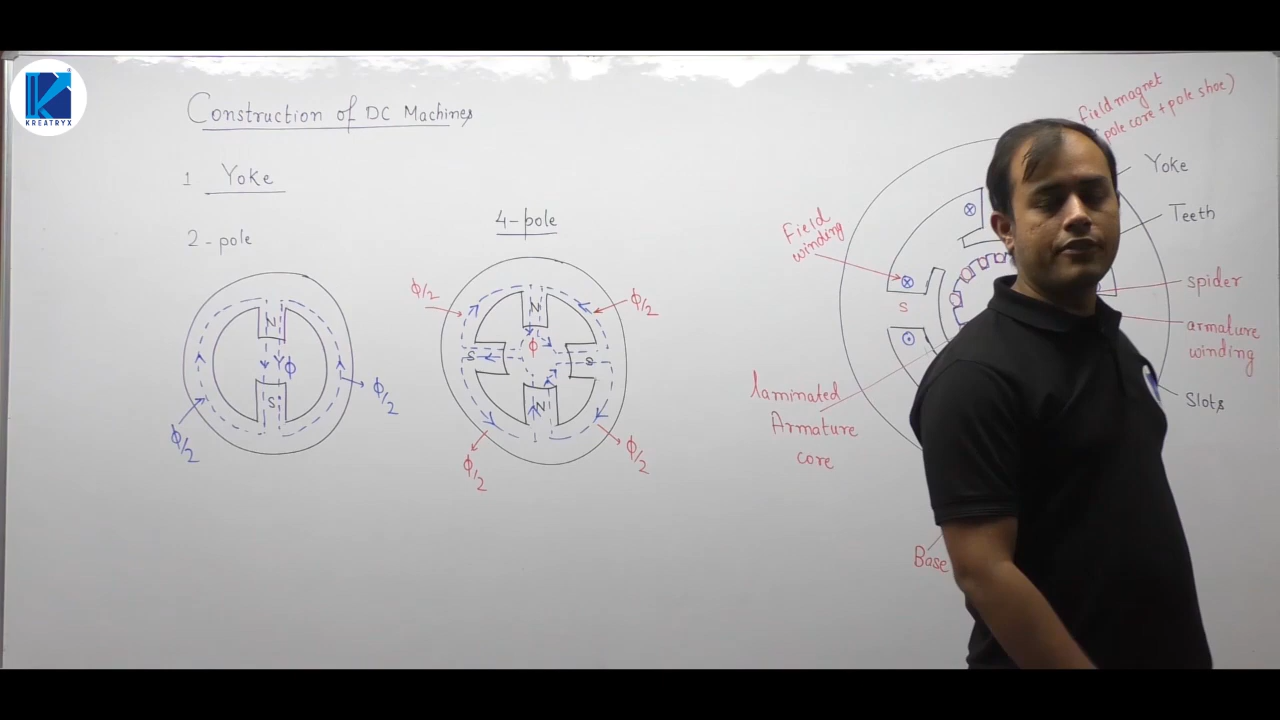 KREATRYX
Construction of DC Machines
1 Yoke
2 - pole
N
S
ϕ
ϕ/2
ϕ/2
4 - pole
N
S
S
N
ϕ
ϕ/2
ϕ/2
ϕ/2
ϕ/2
Field magnet
(pole core + pole shoe)
Field
winding
S
Yoke
Teeth
spider
armature
winding
Slots
laminated
Armature
core
Base